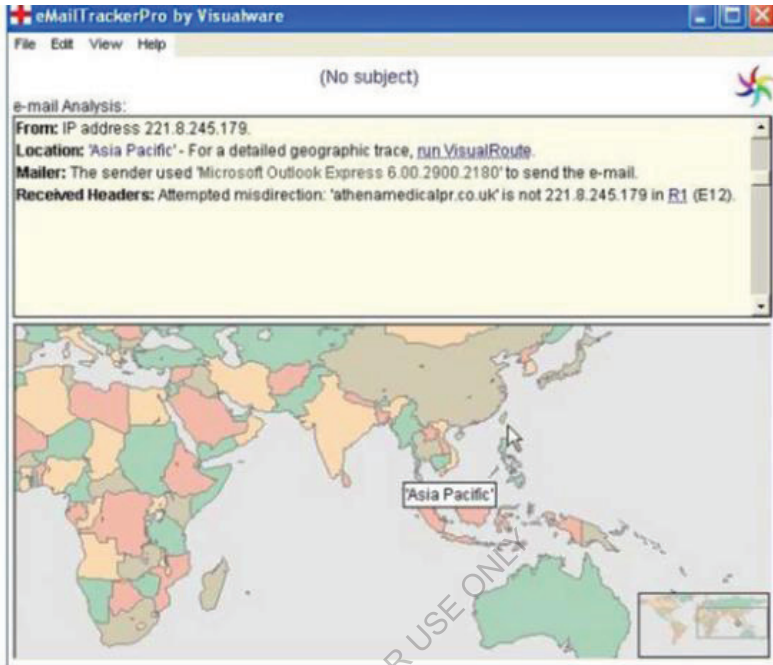 eMailTrackerPro by Visualware
File Edit View Help
(No subject)
e-mail Analysis:
From: IP address 221.8.245.179.
Location: 'Asia Pacific' - For a detailed geographic trace, run VisualRoute.
Mailer: The sender used 'Microsoft Outlook Express 6.00.2900.2180' to send the e-mail.
Received Headers: Attempted misdirection: 'athenamedicalpr.co.uk' is not 221.8.245.179 in R1 (E12).
'Asia Pacific'
USE ONLY